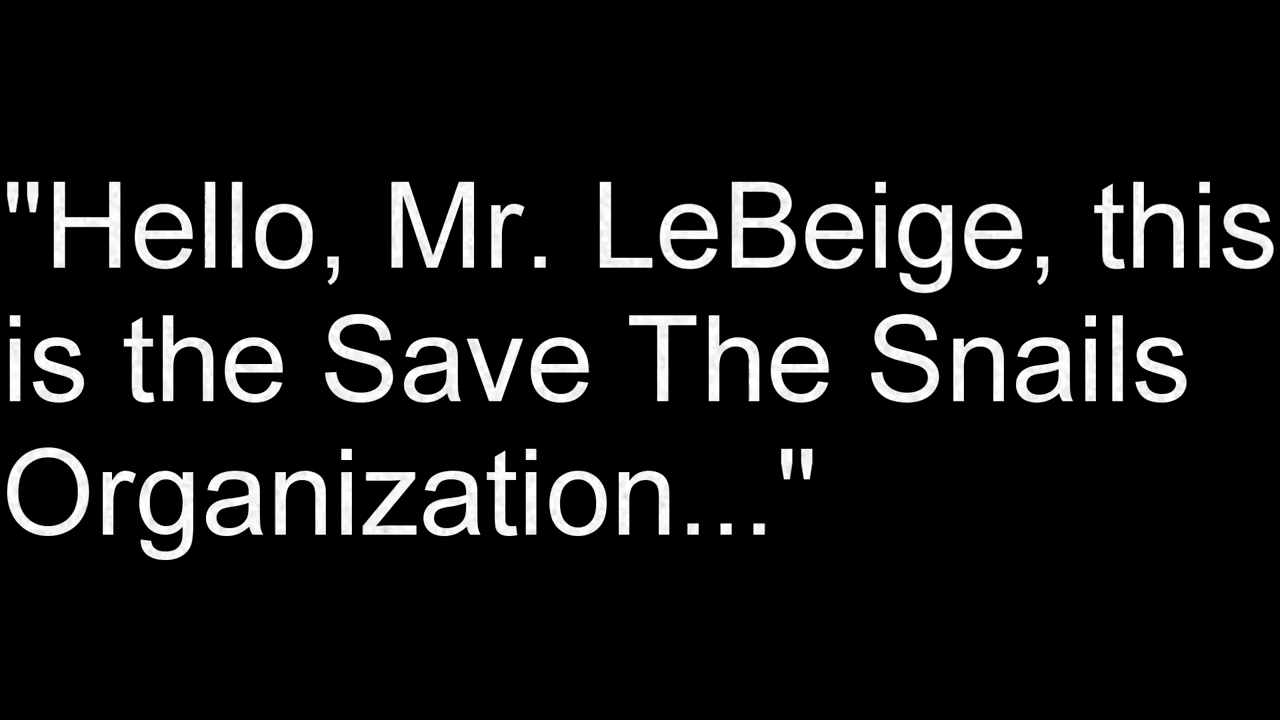 "Hello, Mr. LeBeige, this
is the Save The Snails
Organization..."